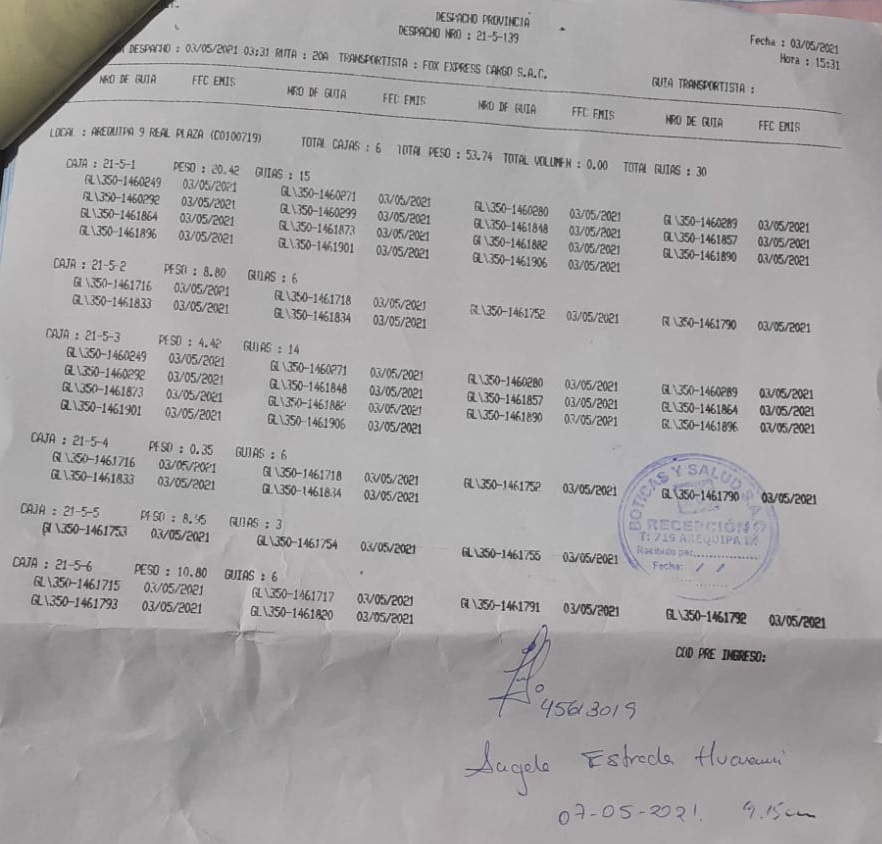 DESPACHO PROVINCIA
DESPACHO NRO : 21-5-139
Fecha : 03/05/2021
Hora : 15:31
DESPACHO : 03/05/2021 03:31 RUTA : 20A TRANSPORTISTA : FOX EXPRESS CARGO S.A.C.
GUIA TRANSPORTISTA :
NRO DE GUIA FFC EMIS NRO DF GUIA FFC EMIS NRO DF GUIA FFC EMIS NRO DF GUIA FFC EMIS
LOCAL : AREQUIPA 9 REAL PLAZA (C0100719) TOTAL CAJAS : 6 TOTAL PESO : 53.74 TOTAL VOLUMEN : 0.00 TOTAL GUIAS : 30
CAJA : 21-5-1 PESO : 20.42 GUIAS : 15
GL\350-1460249 03/05/2021 GL\350-1460271 03/05/2021 GL\350-1460280 03/05/2021 GL\350-1460289 03/05/2021
GL\350-1460292 03/05/2021 GL\350-1460299 03/05/2021 GL\350-1461848 03/05/2021 GL\350-1461857 03/05/2021
GL\350-1461864 03/05/2021 GL\350-1461873 03/05/2021 GL\350-1461882 03/05/2021 GL\350-1461890 03/05/2021
GL\350-1461896 03/05/2021 GL\350-1461901 03/05/2021 GL\350-1461906 03/05/2021
CAJA : 21-5-2 PESO : 8.80 GUIAS : 6
GL\350-1461716 03/05/2021 GL\350-1461718 03/05/2021 GL\350-1461752 03/05/2021 GL\350-1461790 03/05/2021
GL\350-1461833 03/05/2021 GL\350-1461834 03/05/2021
CAJA : 21-5-3 PESO : 4.42 GUIAS : 14
GL\350-1460249 03/05/2021 GL\350-1460271 03/05/2021 GL\350-1460280 03/05/2021 GL\350-1460289 03/05/2021
GL\350-1460292 03/05/2021 GL\350-1461848 03/05/2021 GL\350-1461857 03/05/2021 GL\350-1461864 03/05/2021
GL\350-1461873 03/05/2021 GL\350-1461882 03/05/2021 GL\350-1461890 03/05/2021 GL\350-1461896 03/05/2021
GL\350-1461901 03/05/2021 GL\350-1461906 03/05/2021
CAJA : 21-5-4 PESO : 0.35 GUIAS : 6
GL\350-1461716 03/05/2021 GL\350-1461718 03/05/2021 GL\350-1461752 03/05/2021 GL\350-1461790 03/05/2021
GL\350-1461833 03/05/2021 GL\350-1461834 03/05/2021
CAJA : 21-5-5 PESO : 8.95 GUIAS : 3
GL\350-1461753 03/05/2021 GL\350-1461754 03/05/2021 GL\350-1461755 03/05/2021
CAJA : 21-5-6 PESO : 10.80 GUIAS : 6
GL\350-1461715 03/05/2021 GL\350-1461717 03/05/2021 GL\350-1461791 03/05/2021 GL\350-1461792 03/05/2021
GL\350-1461793 03/05/2021 GL\350-1461820 03/05/2021
BOTICAS Y SALUD S.A.
RECEPCIÓN
T: 719 AREQUIPA IX
Recibido por:
Fecha: / /
COD PRE INGRESO:
45613019
Estrada
07-05-2021. 9.15am